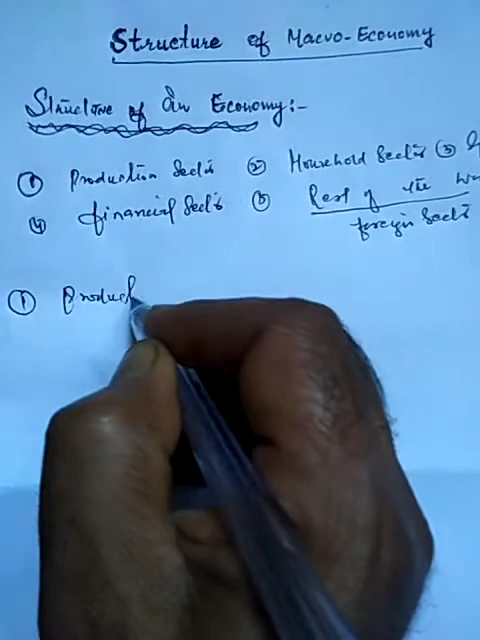 Structure of Macro-Economy
Structure of an Economy:-
① Production Sector ② Household Sector ③
④ financial Sector ⑤ Rest of the
foreign Sector
① Product